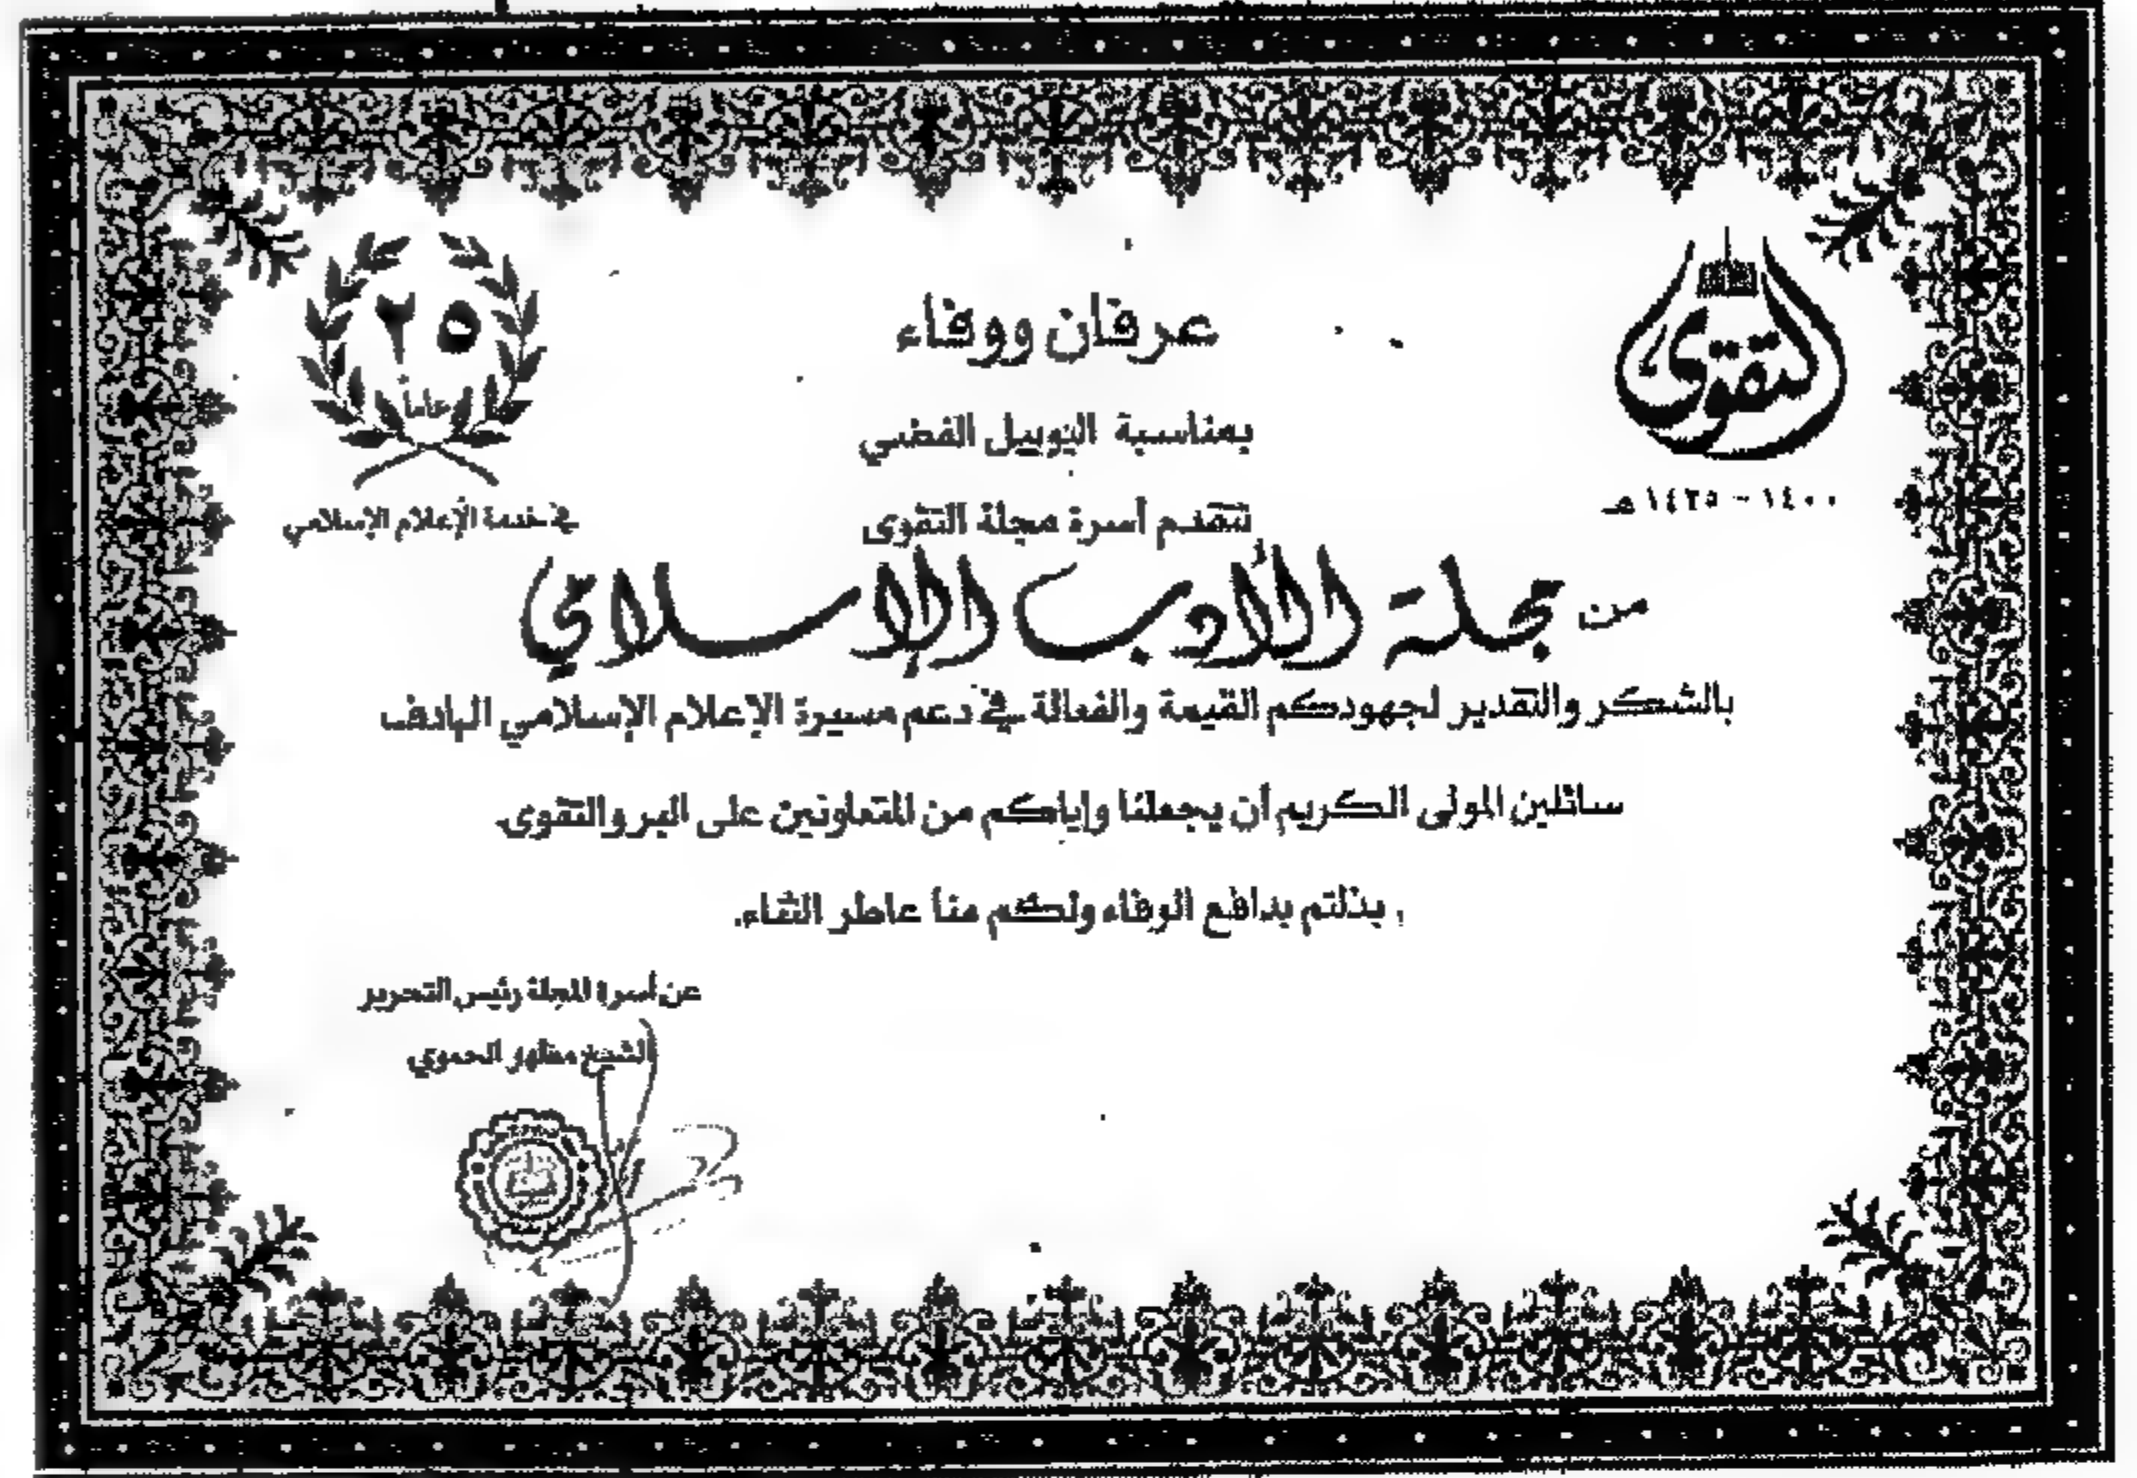 التقوى
١٤٠٠ - ١٤٢٥ هـ
٢٥
عاماً
في خدمة الإعلام الإسلامي
عرفان ووفاء
بمناسبة اليوبيل الفضي
تتقدم أسرة مجلة التقوى
من مجلة الأدب الإسلامي
بالشكر والتقدير لجهودكم القيمة والفعالة في دعم مسيرة الإعلام الإسلامي الهادف
سائلين المولى الكريم أن يجعلنا وإياكم من المتعاونين على البر والتقوى.
بذلتم بدافع الوفاء ولكم منا عاطر الثناء.
عن أسرة المجلة رئيس التحرير
الشيخ مظهر الحموي